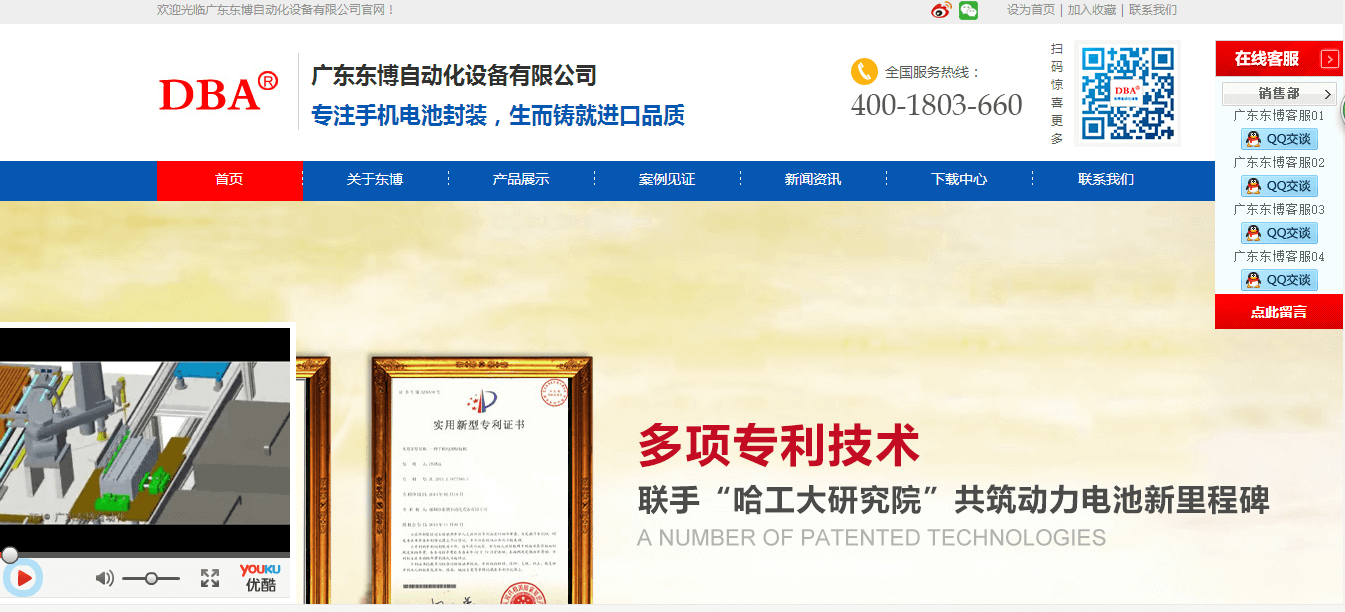 欢迎光临广东东博自动化设备有限公司官网！
设为首页 | 加入收藏 | 联系我们
DBA®
广东东博自动化设备有限公司
专注手机电池封装，生而铸就进口品质
全国服务热线：
400-1803-660
扫码惊喜更多
DBA®
在线客服
销售部
广东东博客服01
QQ交谈
广东东博客服02
QQ交谈
广东东博客服03
QQ交谈
广东东博客服04
QQ交谈
点此留言
首页
关于东博
产品展示
案例见证
新闻资讯
下载中心
联系我们
实用新型专利证书
多项专利技术
联手“哈工大研究院”共筑动力电池新里程碑
A NUMBER OF PATENTED TECHNOLOGIES
YOUKU
优酷